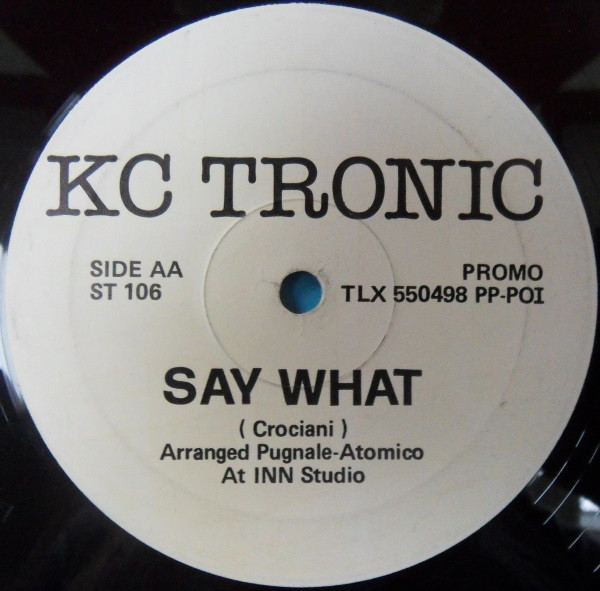 KC TRONIC
SIDE AA
ST 106
PROMO
TLX 550498 PP-POI
SAY WHAT
( Crociani )
Arranged Pugnale-Atomico
At INN Studio